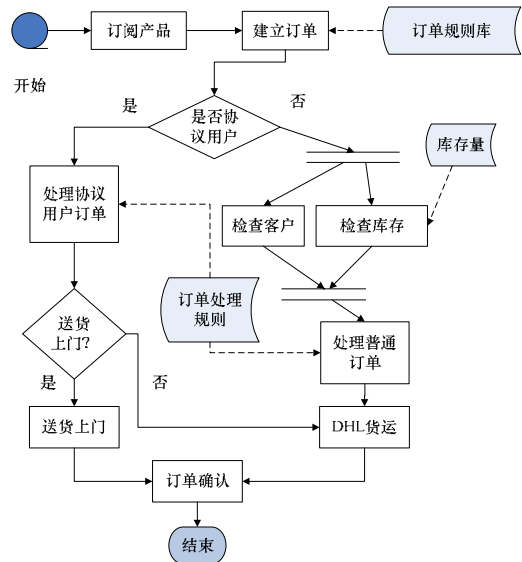 订阅产品
建立订单
订单规则库
开始
是
否
是否协
议用户
库存量
处理协议
用户订单
检查客户
检查库存
订单处理
规则
送货
上门?
处理普通
订单
是
否
送货上门
DHL货运
订单确认
结束